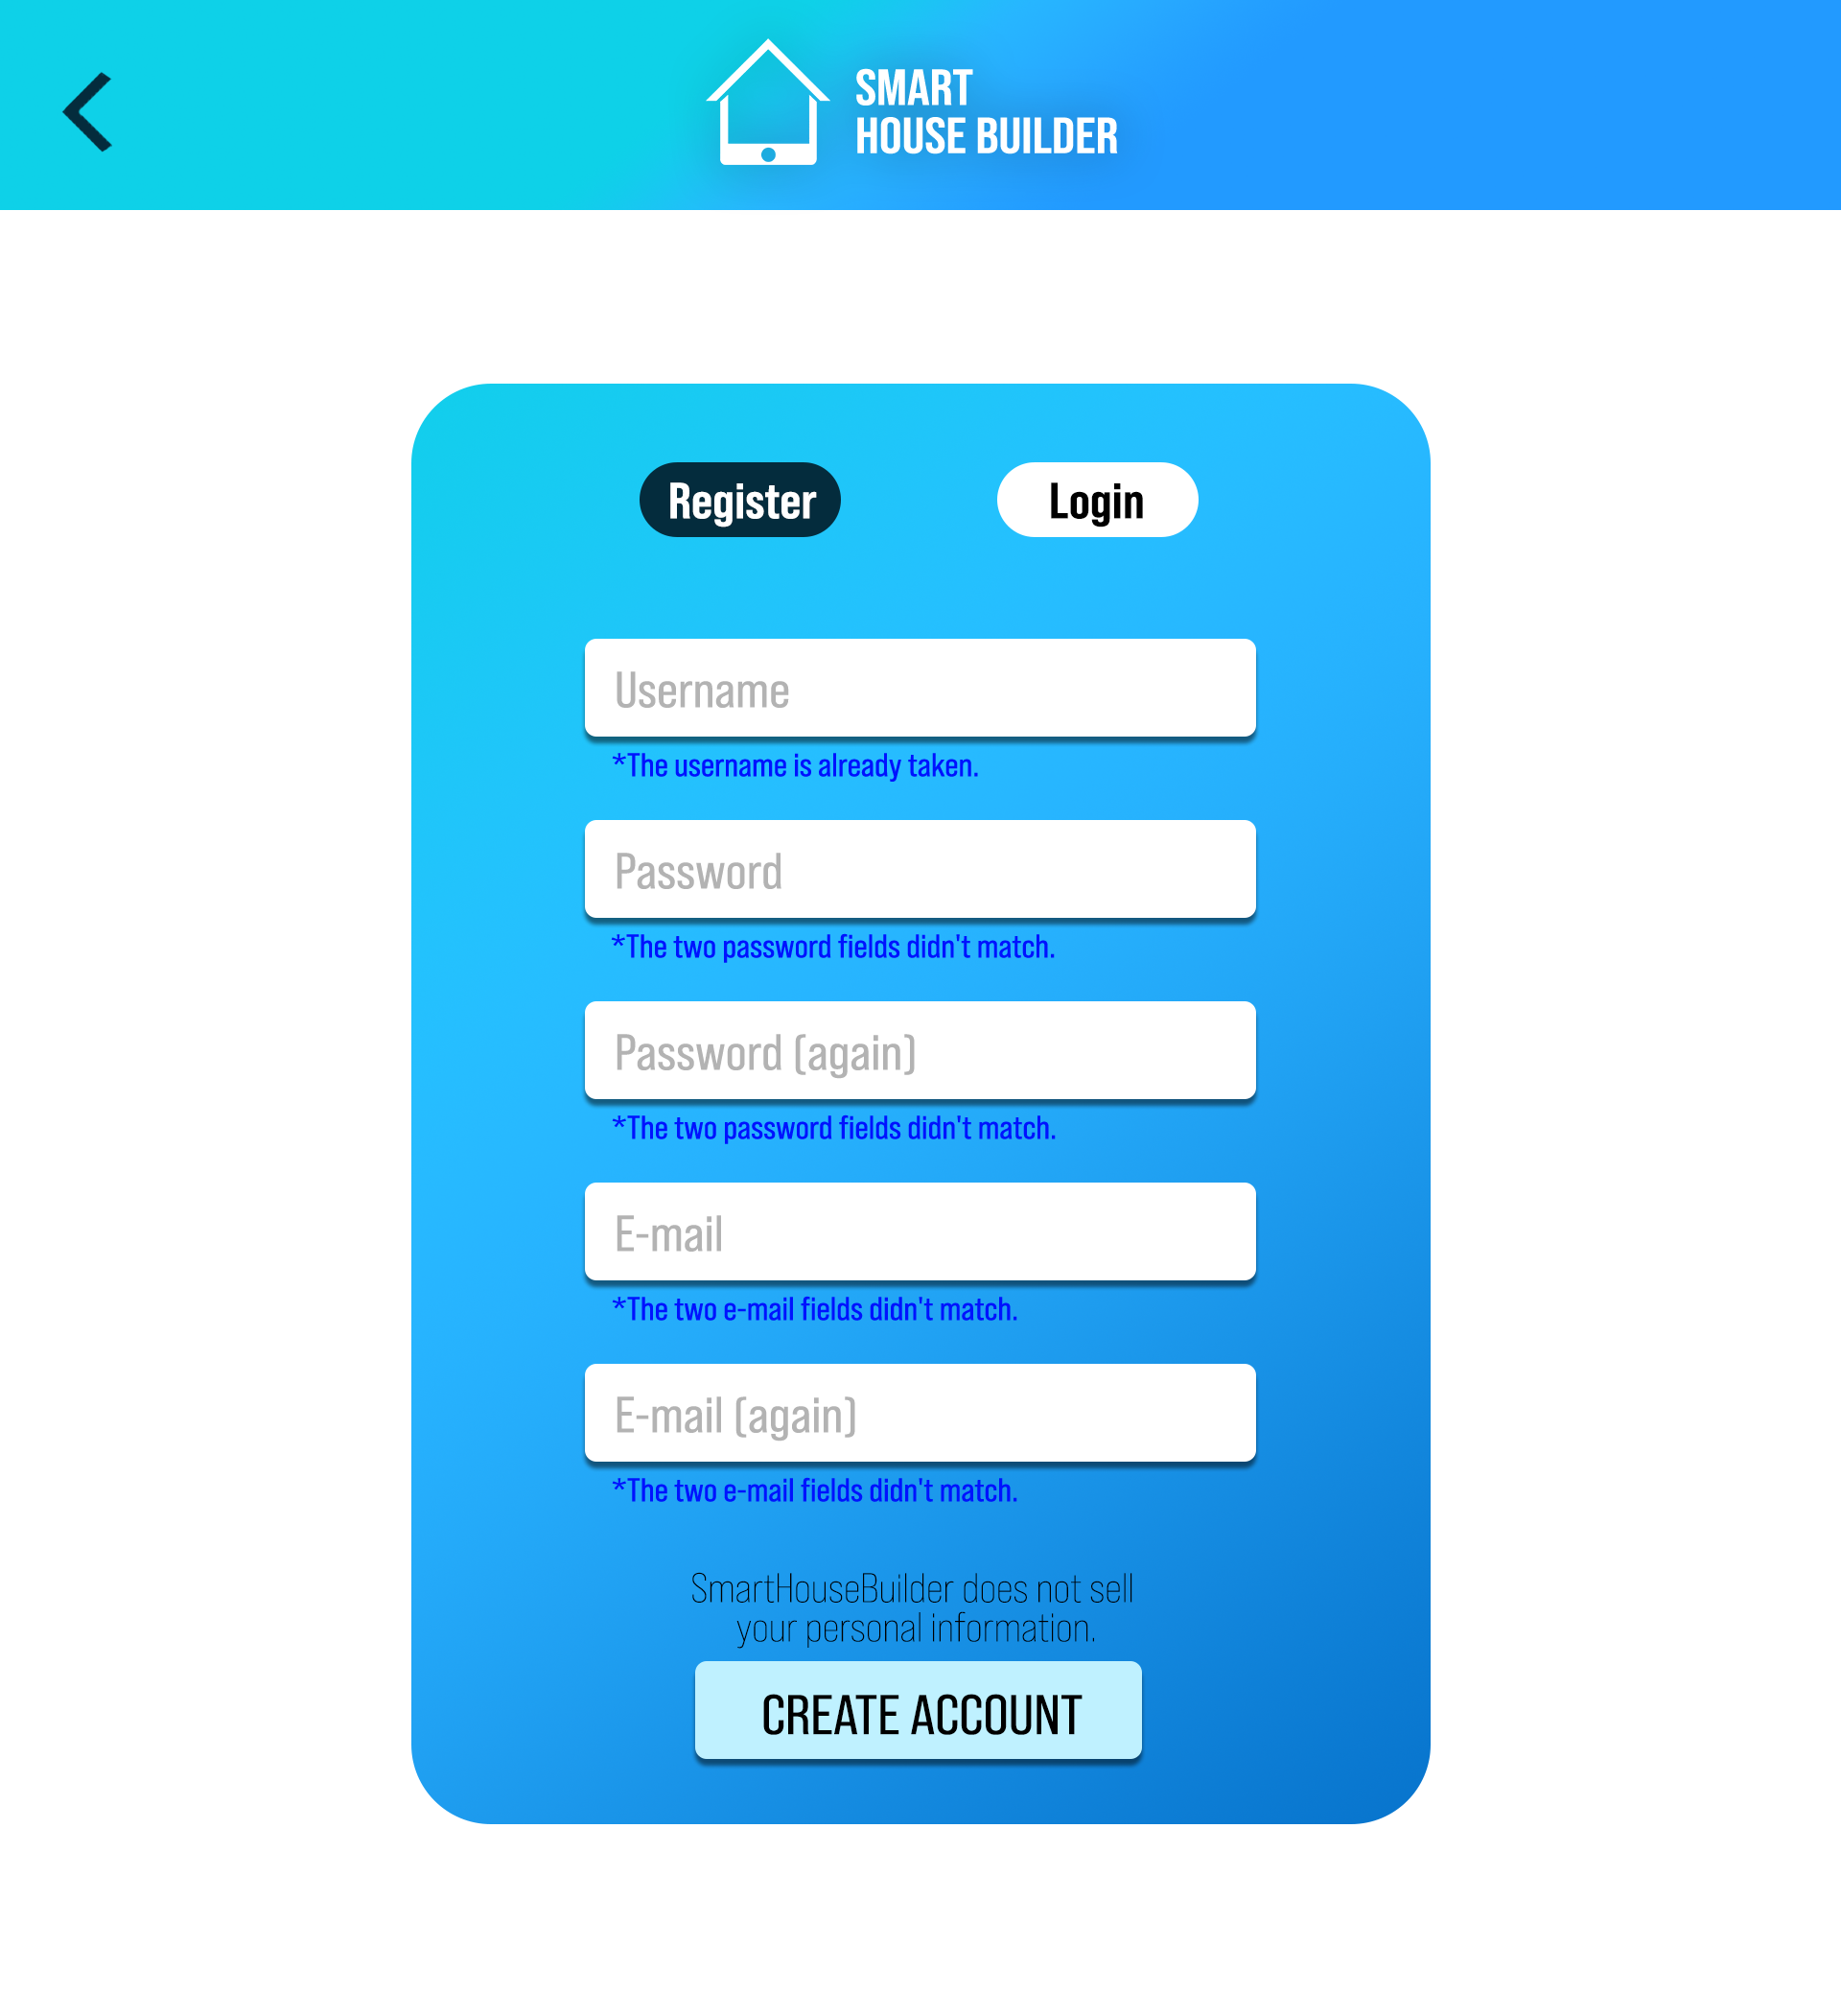 SMART
HOUSE BUILDER
Register
Login
Username
*The username is already taken.
Password
*The two password fields didn't match.
Password (again)
*The two password fields didn't match.
E-mail
*The two e-mail fields didn't match.
E-mail (again)
*The two e-mail fields didn't match.
SmartHouseBuilder does not sell
your personal information.
CREATE ACCOUNT